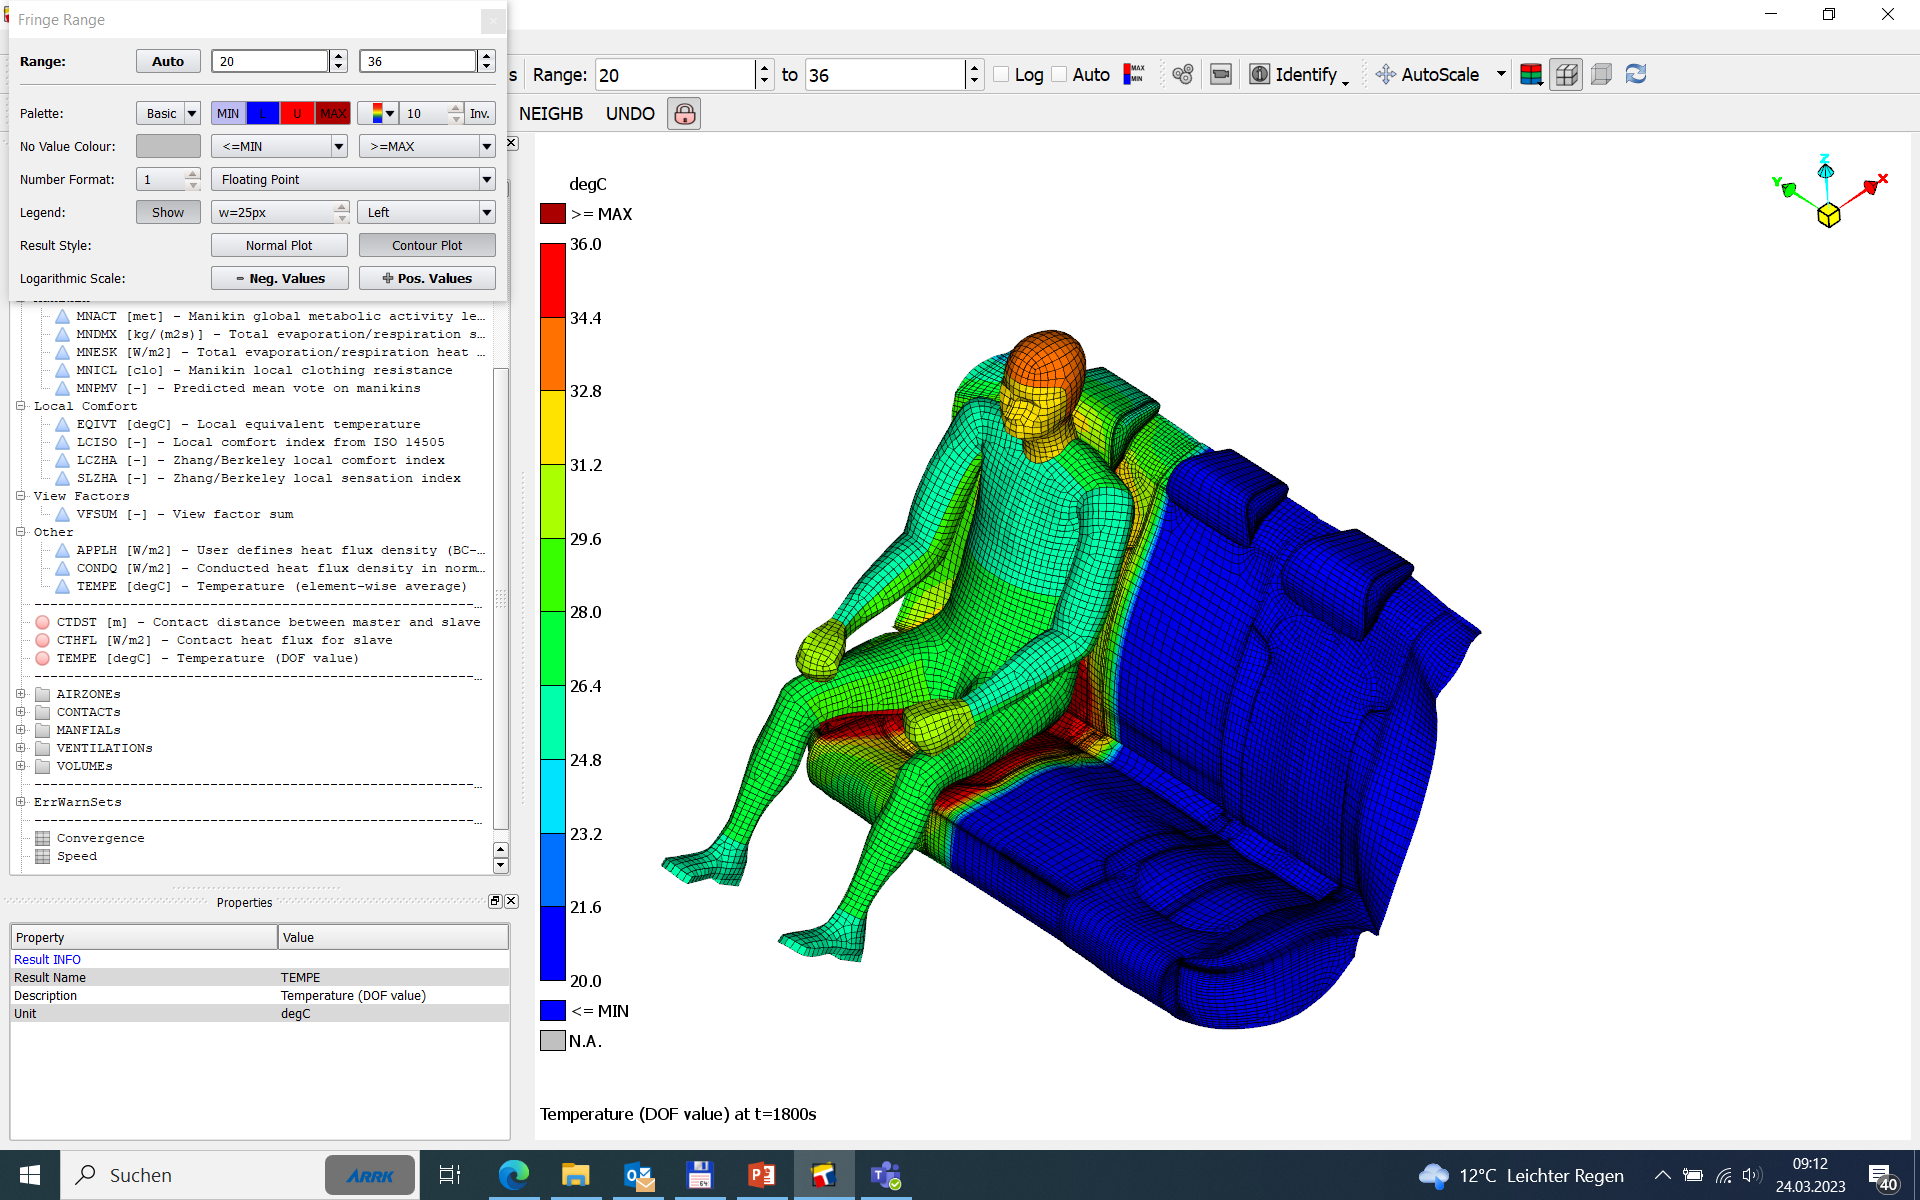 Fringe Range
Range: Auto 20 36
Palette: Basic MIN U MAX 10 Inv.
No Value Colour: <=MIN >=MAX
Number Format: 1 Floating Point
Legend: Show w=25px Left
Result Style: Normal Plot Contour Plot
Logarithmic Scale: - Neg. Values + Pos. Values
s Range: 20 to 36 Log Auto MAX MIN Identify AutoScale
NEIGHB UNDO
MNACT [met] - Manikin global metabolic activity le...
MNDMX [kg/(m2s)] - Total evaporation/respiration s...
MNESK [W/m2] - Total evaporation/respiration heat ...
MNICL [clo] - Manikin local clothing resistance
MNPMV [-] - Predicted mean vote on manikins
Local Comfort
EQIVT [degC] - Local equivalent temperature
LCISO [-] - Local comfort index from ISO 14505
LCZHA [-] - Zhang/Berkeley local comfort index
SLZHA [-] - Zhang/Berkeley local sensation index
View Factors
VFSUM [-] - View factor sum
Other
APPLH [W/m2] - User defines heat flux density (BC-...
CONDQ [W/m2] - Conducted heat flux density in norm...
TEMPE [degC] - Temperature (element-wise average)
CTDST [m] - Contact distance between master and slave
CTHFL [W/m2] - Contact heat flux for slave
TEMPE [degC] - Temperature (DOF value)
AIRZONEs
CONTACTs
MANFIALs
VENTILATIONs
VOLUMEs
ErrWarnSets
Convergence
Speed
Properties
Property Value
Result INFO
Result Name TEMPE
Description Temperature (DOF value)
Unit degC
degC
>= MAX
36.0
34.4
32.8
31.2
29.6
28.0
26.4
24.8
23.2
21.6
20.0
<= MIN
N.A.
Temperature (DOF value) at t=1800s
Z
Y
X
Suchen
ARRK
64
12°C Leichter Regen
09:12
24.03.2023
40